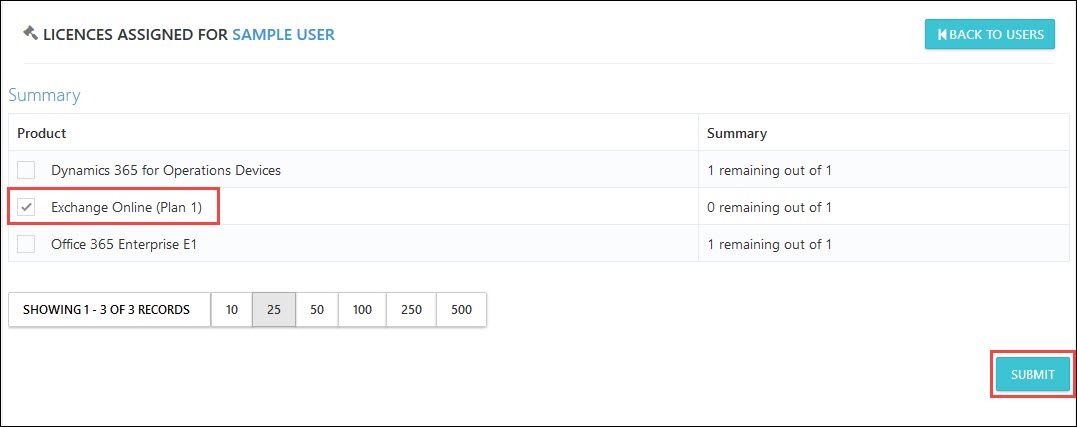 LICENCES ASSIGNED FOR SAMPLE USER
BACK TO USERS
Summary
Product Summary
Dynamics 365 for Operations Devices 1 remaining out of 1
Exchange Online (Plan 1) 0 remaining out of 1
Office 365 Enterprise E1 1 remaining out of 1
SHOWING 1 - 3 OF 3 RECORDS 10 25 50 100 250 500
SUBMIT